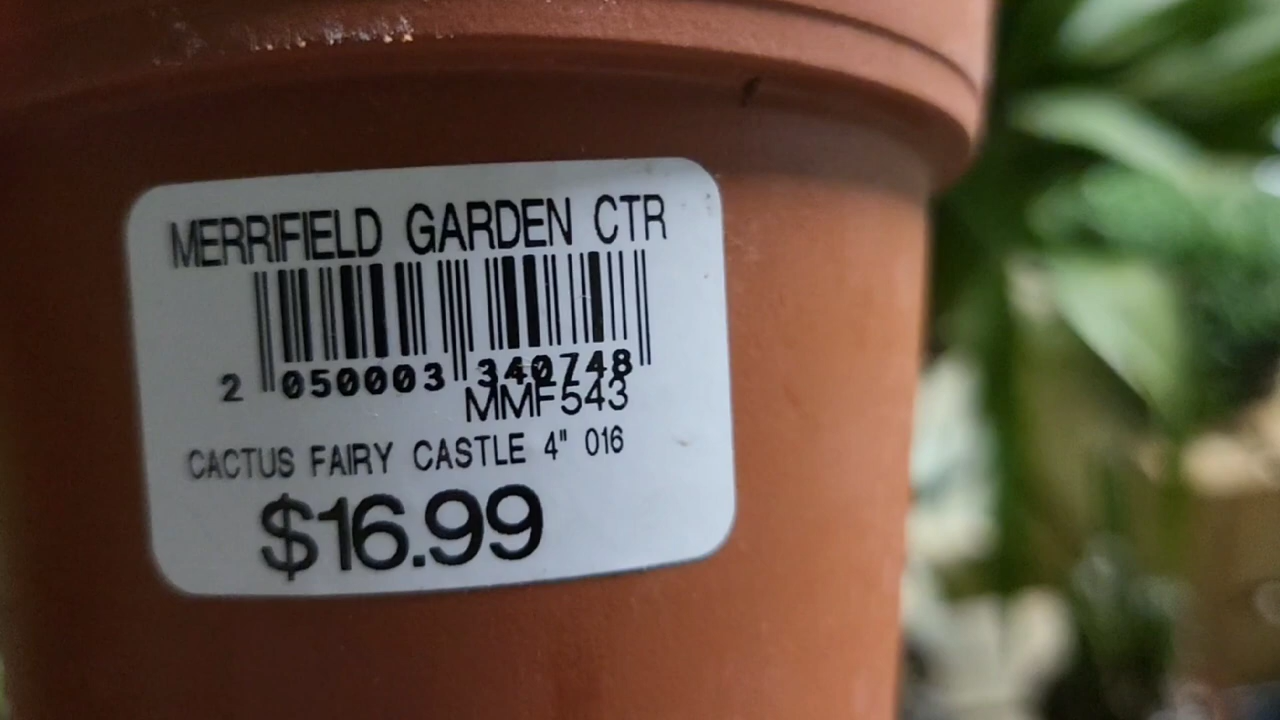 MERRIFIELD GARDEN CTR
2 050003 340748
MMF543
CACTUS FAIRY CASTLE 4" 016
$16.99